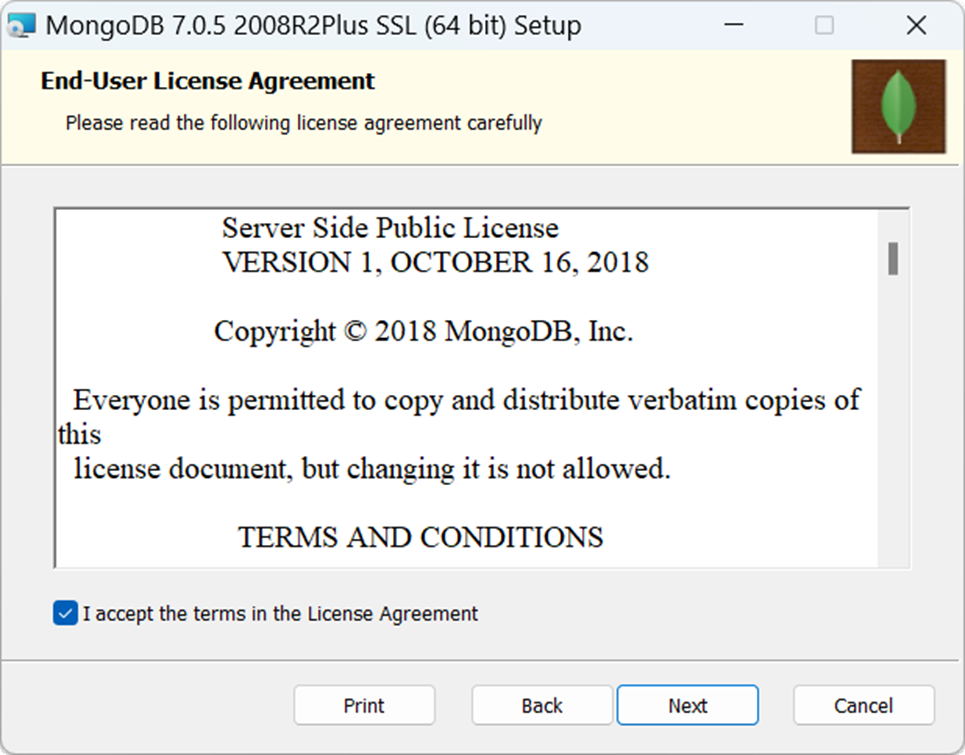 MongoDB 7.0.5 2008R2Plus SSL (64 bit) Setup
End-User License Agreement
Please read the following license agreement carefully
Server Side Public License
VERSION 1, OCTOBER 16, 2018
Copyright © 2018 MongoDB, Inc.
Everyone is permitted to copy and distribute verbatim copies of
this
license document, but changing it is not allowed.
TERMS AND CONDITIONS
I accept the terms in the License Agreement
Print Back Next Cancel